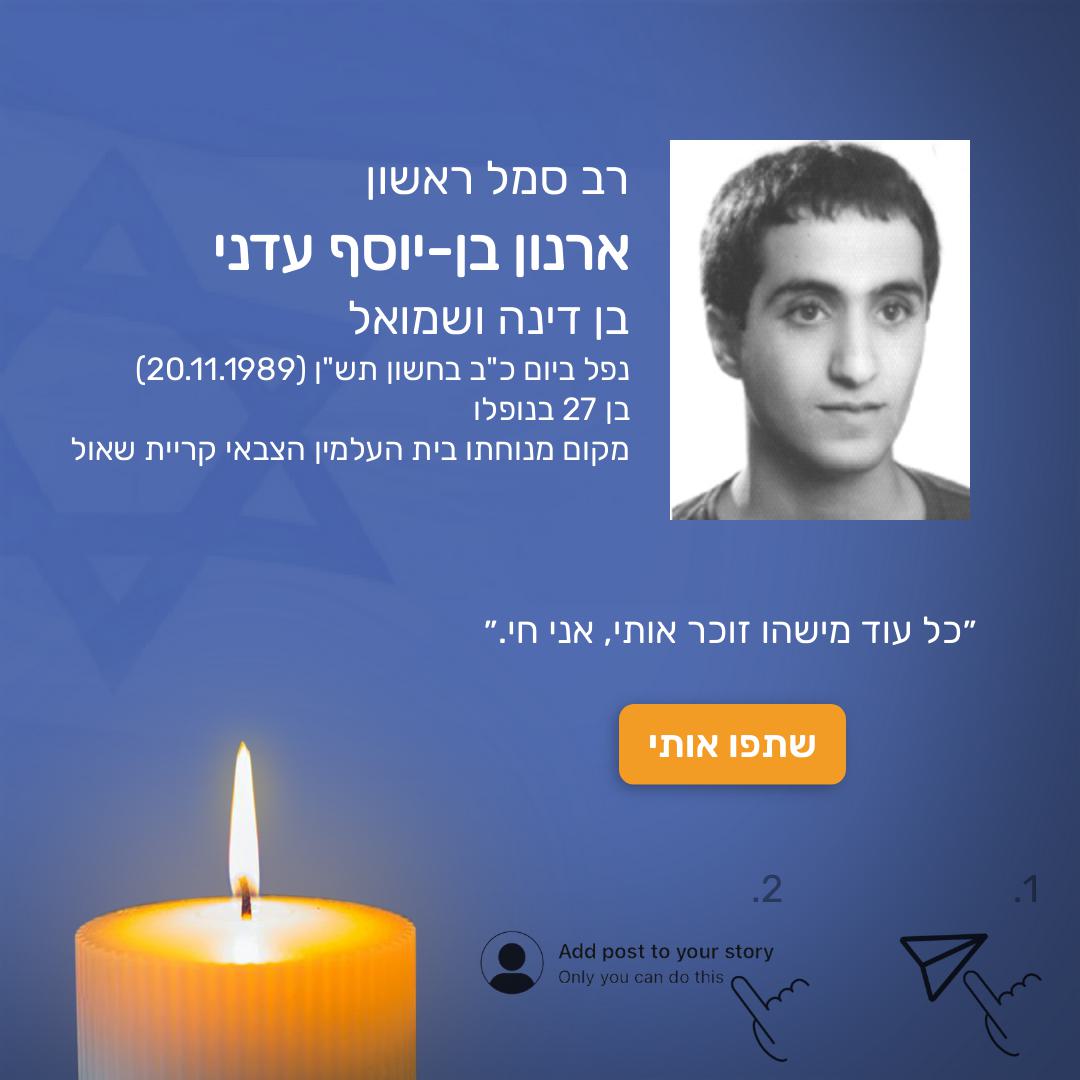 רב סמל ראשון
ארנון בן-יוסף עדני
בן דינה ושמואל
נפל ביום כ"ב בחשוון תש"ן (20.11.1989)
בן 27 בנופלו
מקום מנוחתו בית העלמין הצבאי קריית שאול
״כל עוד מישהו זוכר אותי, אני חי.״
שתפו אותי
1.
2.
Add post to your story
Only you can do this